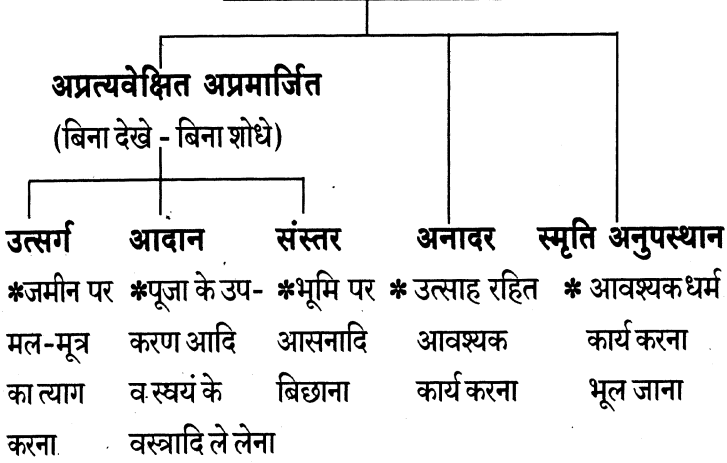 अप्रत्यवेक्षित अप्रमार्जित
(बिना देखे - बिना शोधे)
उत्सर्ग आदान संस्तर अनादर स्मृति अनुपस्थान
*जमीन पर *पूजा के उप- *भूमि पर * उत्साह रहित * आवश्यक धर्म
मल-मूत्र करण आदि आसनादि आवश्यक कार्य करना
का त्याग व स्वयं के बिछाना कार्य करना भूल जाना
करना वस्त्रादि ले लेना